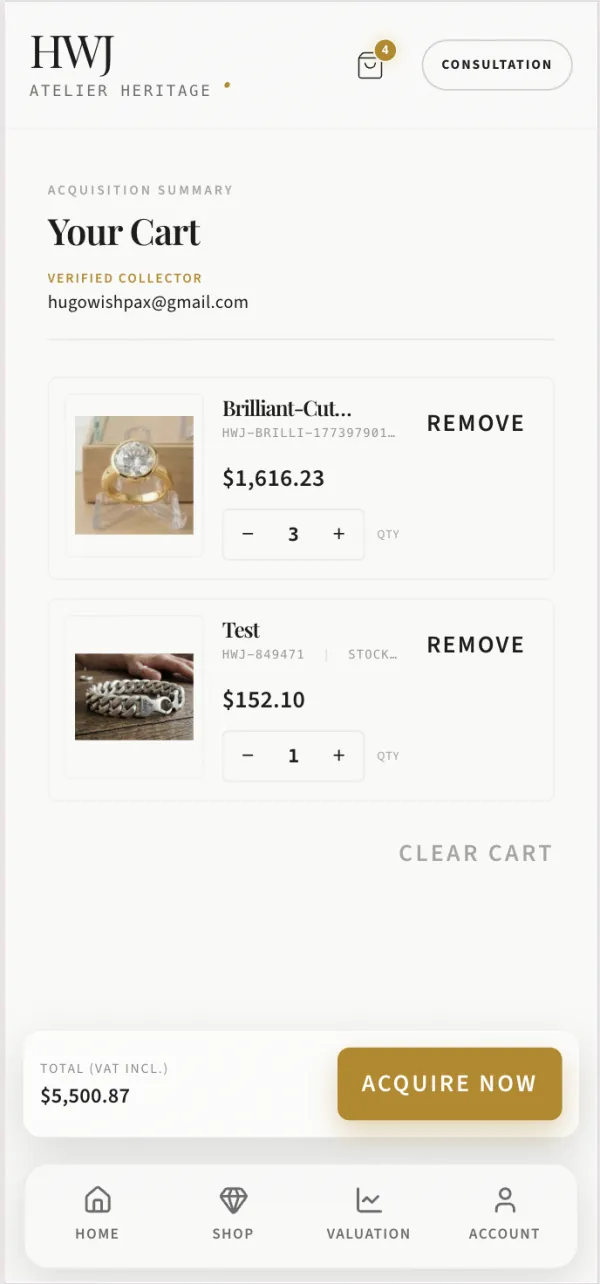 HWJ
ATELIER HERITAGE
4
CONSULTATION
ACQUISITION SUMMARY
Your Cart
VERIFIED COLLECTOR
hugowishpax@gmail.com
Brilliant-Cut…
HWJ-BRILLI-177397901…
REMOVE
$1,616.23
− 3 + QTY
Test
HWJ-849471 | STOCK…
REMOVE
$152.10
− 1 + QTY
CLEAR CART
TOTAL (VAT INCL.)
$5,500.87
ACQUIRE NOW
HOME SHOP VALUATION ACCOUNT